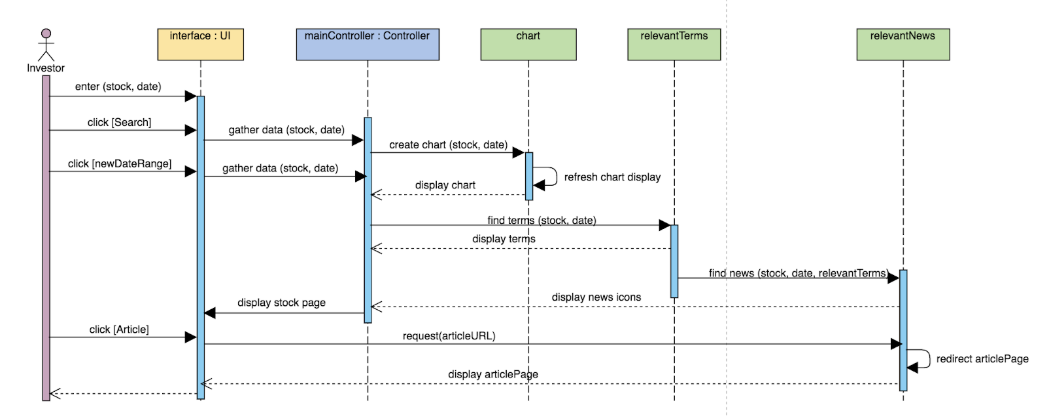 interface : UI
mainController : Controller
chart
relevantTerms
relevantNews
Investor
enter (stock, date)
click [Search]
gather data (stock, date)
create chart (stock, date)
click [newDateRange]
gather data (stock, date)
refresh chart display
display chart
find terms (stock, date)
display terms
find news (stock, date, relevantTerms)
display news icons
display stock page
click [Article]
request(articleURL)
redirect articlePage
display articlePage